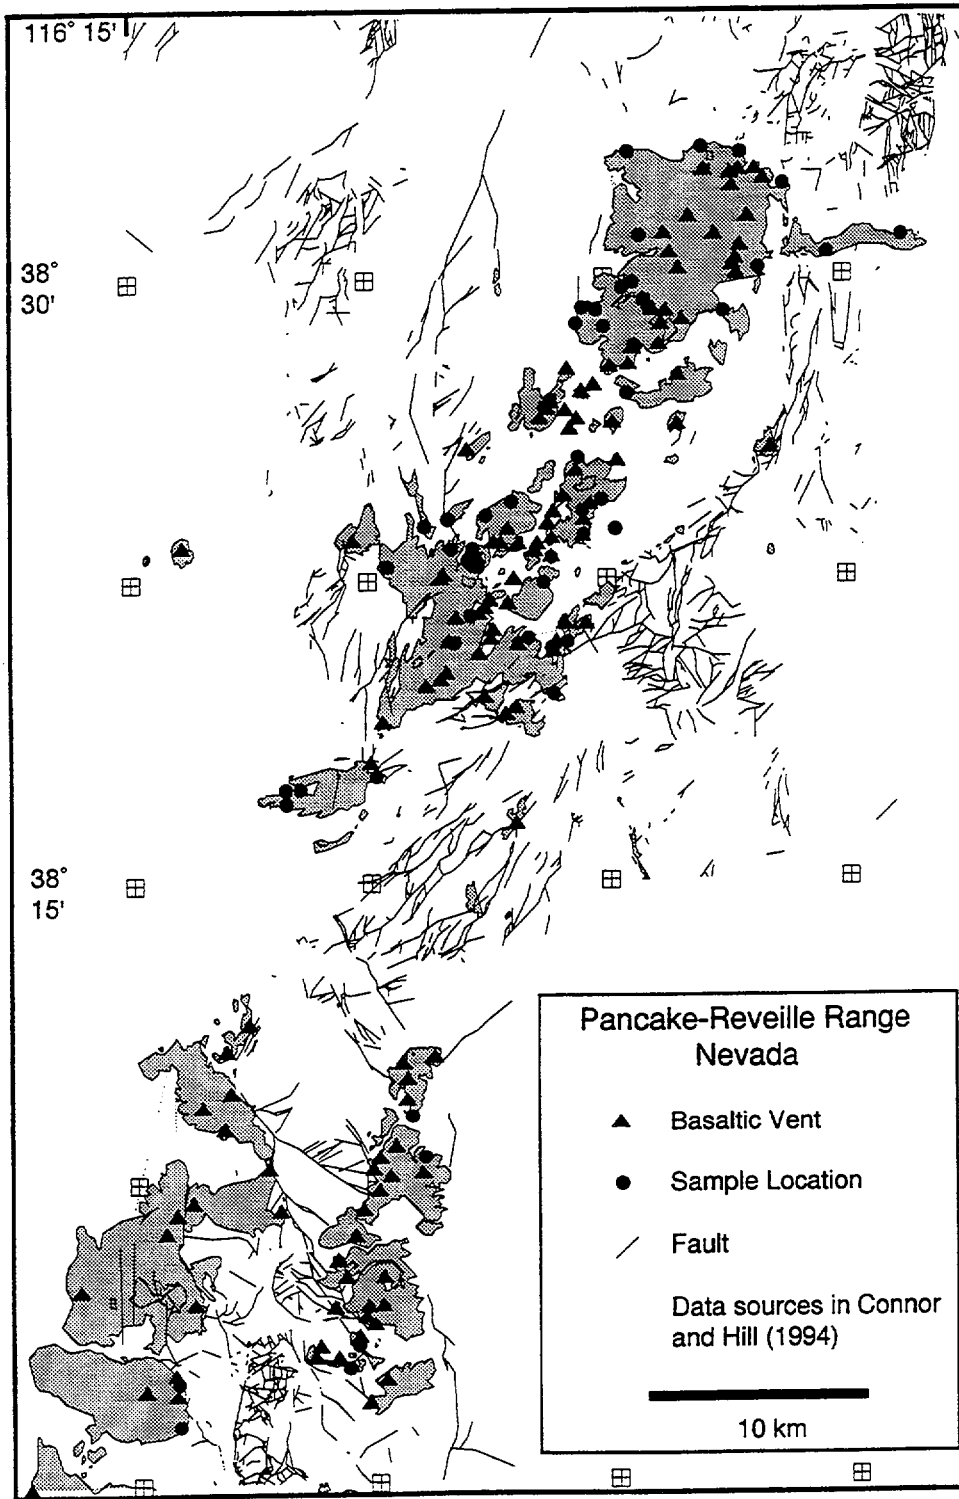 116° 15'
38°
30'
38°
15'
Pancake-Reveille Range
Nevada
Basaltic Vent
Sample Location
Fault
Data sources in Connor
and Hill (1994)
10 km